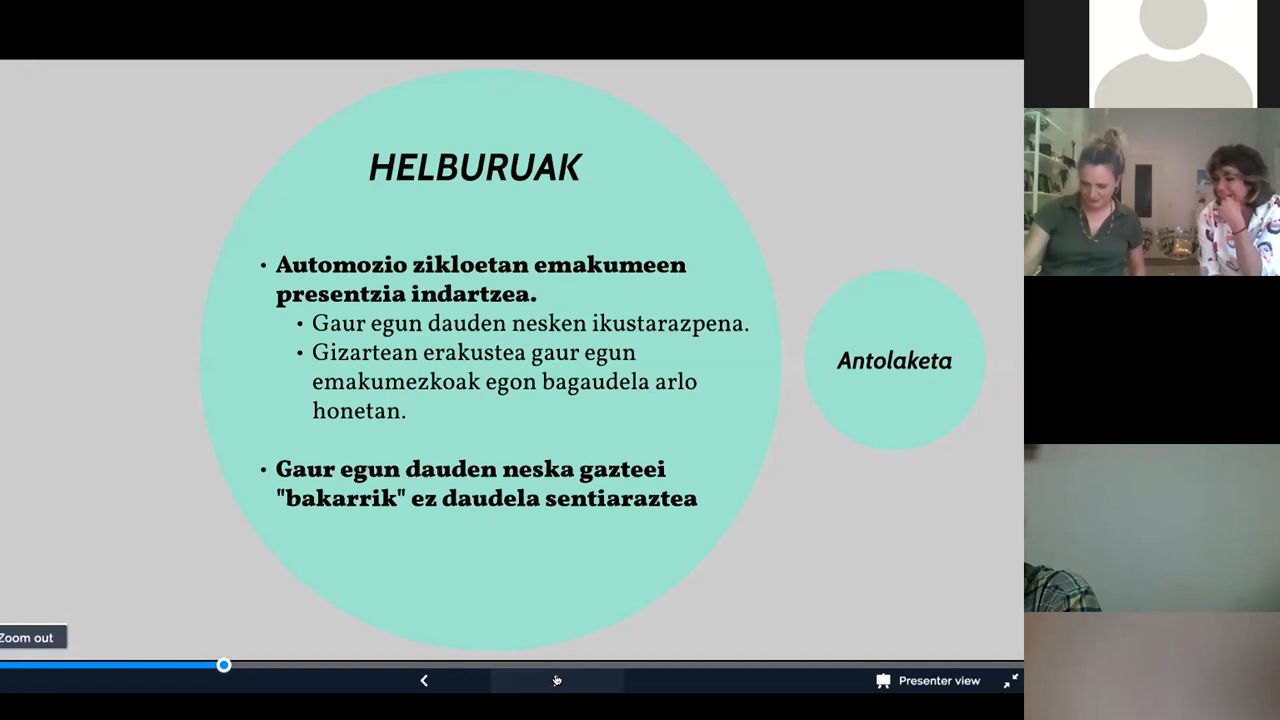 HELBURUAK
• Automozio zikloetan emakumeen
presentzia indartzea.
• Gaur egun dauden nesken ikustarazpena.
• Gizartean erakustea gaur egun
emakumezkoak egon bagaudela arlo
honetan.
• Gaur egun dauden neska gazteei
"bakarrik" ez daudela sentiaraztea
Antolaketa
Zoom out
Presenter view